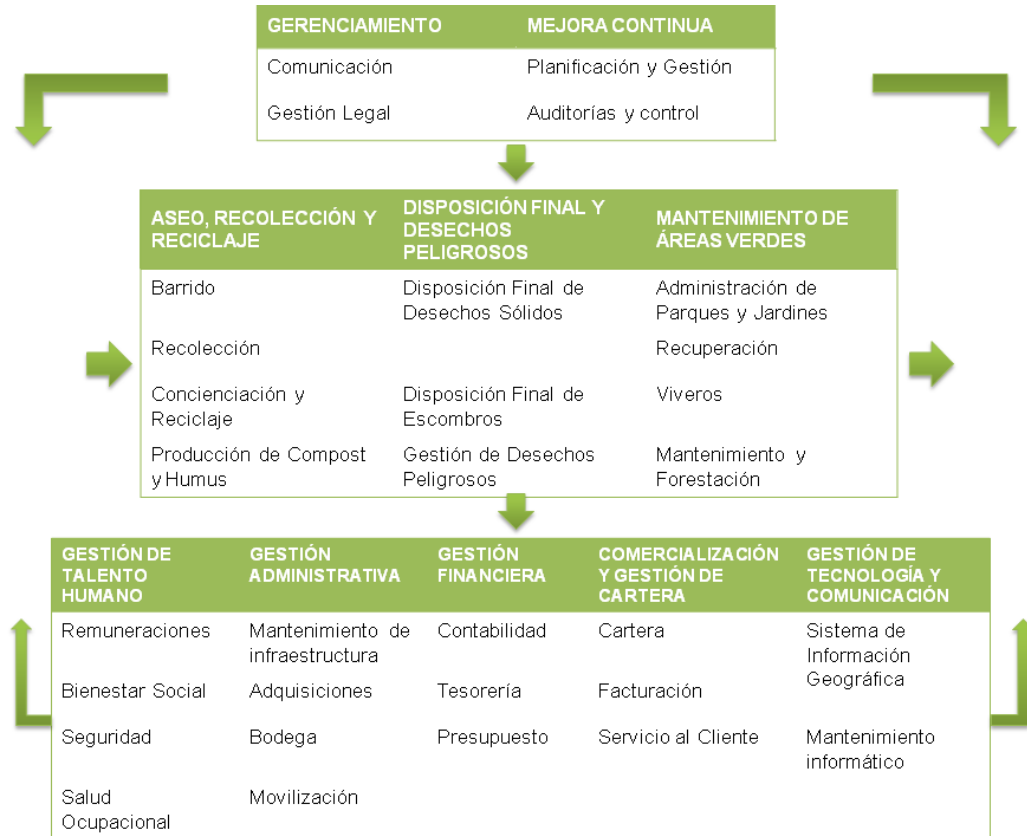 GERENCIAMIENTO MEJORA CONTINUA
Comunicación Planificación y Gestión
Gestión Legal Auditorías y control
ASEO, RECOLECCIÓN Y
RECICLAJE
DISPOSICIÓN FINAL Y
DESECHOS
PELIGROSOS
MANTENIMIENTO DE
ÁREAS VERDES
Barrido
Disposición Final de
Desechos Sólidos
Administración de
Parques y Jardines
Recolección
Recuperación
Concienciación y
Reciclaje
Disposición Final de
Escombros
Viveros
Producción de Compost
y Humus
Gestión de Desechos
Peligrosos
Mantenimiento y
Forestación
GESTIÓN DE
TALENTO
HUMANO
GESTIÓN
ADMINISTRATIVA
GESTIÓN
FINANCIERA
COMERCIALIZACIÓN
Y GESTIÓN DE
CARTERA
GESTIÓN DE
TECNOLOGÍA Y
COMUNICACIÓN
Remuneraciones
Mantenimiento de
infraestructura
Contabilidad
Cartera
Sistema de
Información
Geográfica
Bienestar Social
Adquisiciones
Tesorería
Facturación
Seguridad
Bodega
Presupuesto
Servicio al Cliente
Mantenimiento
informático
Salud
Ocupacional
Movilización